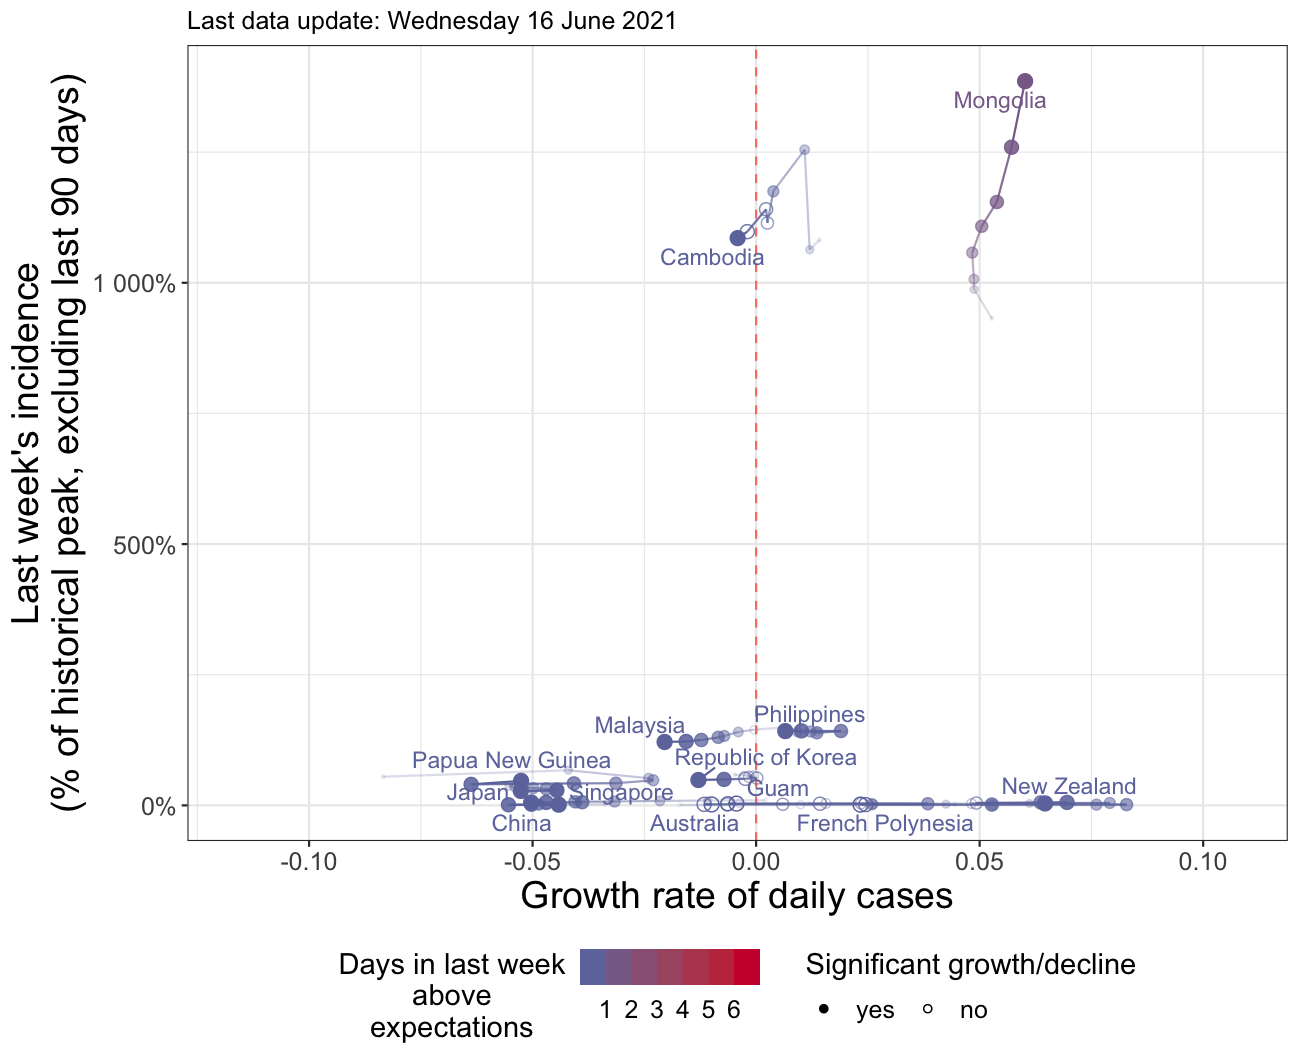 Last data update: Wednesday 16 June 2021
Last week's incidence
(% of historical peak, excluding last 90 days)
1 000%
500%
0%
Mongolia
Cambodia
Malaysia
Philippines
Papua New Guinea
Republic of Korea
Japan
Singapore
Guam
New Zealand
China
Australia
French Polynesia
-0.10
-0.05
0.00
0.05
0.10
Growth rate of daily cases
Days in last week
above
expectations
1 2 3 4 5 6
Significant growth/decline
yes
no